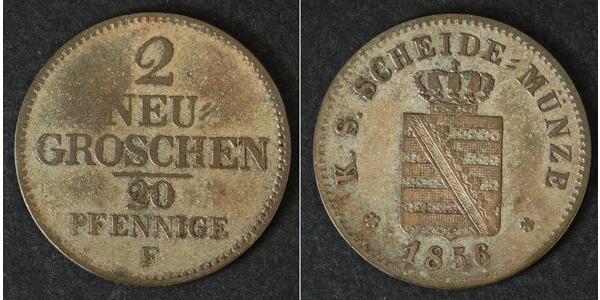 2
NEU-
GROSCHEN
20
PFENNIGE
F
K. S. SCHEIDE-MÜNZE
1856